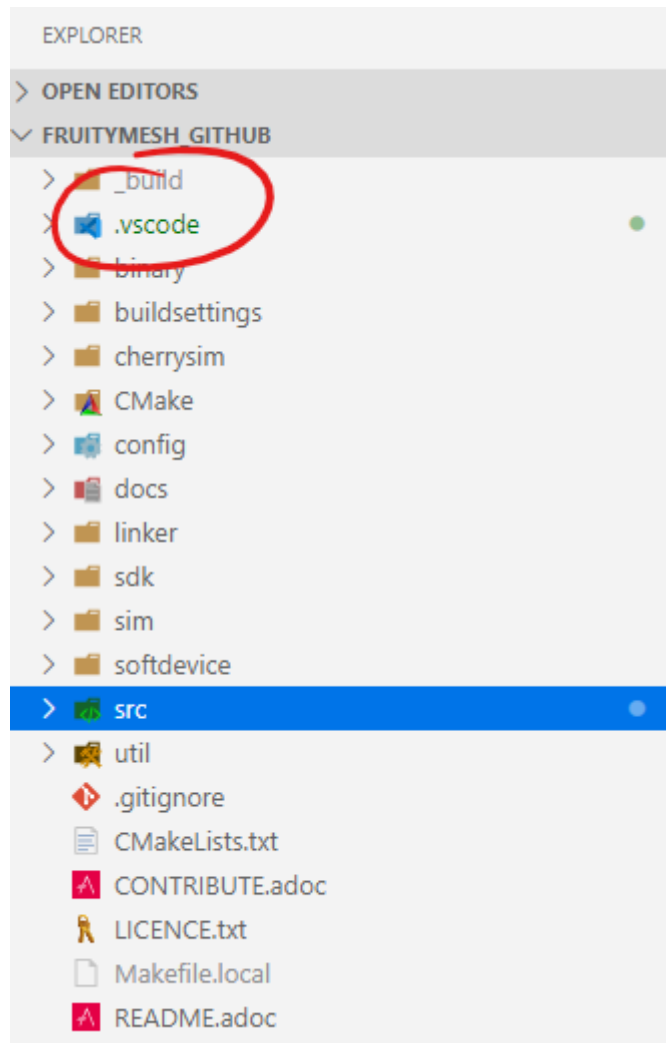 EXPLORER
OPEN EDITORS
FRUITYMESH_GITHUB
_build
.vscode
binary
buildsettings
cherrysim
CMake
config
docs
linker
sdk
sim
softdevice
src
util
.gitignore
CMakeLists.txt
CONTRIBUTE.adoc
LICENCE.txt
Makefile.local
README.adoc